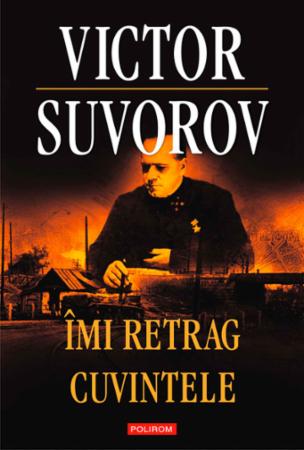 VICTOR
SUVOROV
ÎMI RETRAG
CUVINTELE
POLIROM